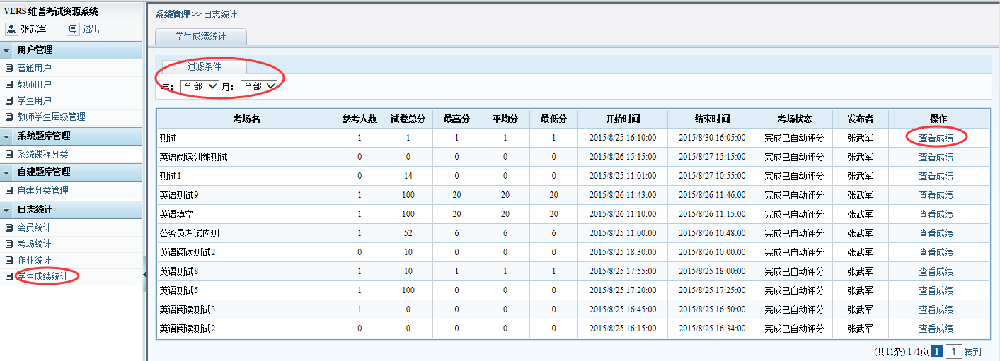 VERS 维普考试资源系统
张武军 退出
用户管理
普通用户
教师用户
学生用户
教师学生层级管理
系统题库管理
系统课程分类
自建题库管理
自建分类管理
日志统计
会员统计
考场统计
作业统计
学生成绩统计
系统管理 >> 日志统计
学生成绩统计
过滤条件
年： 全部 月： 全部
考场名 参考人数 试卷总分 最高分 平均分 最低分 开始时间 结束时间 考场状态 发布者 操作
测试 1 1 1 1 1 2015/8/25 16:10:00 2015/8/30 16:05:00 完成已自动评分 张武军 查看成绩
英语阅读训练测试 0 0 0 0 0 2015/8/26 15:15:00 2015/8/27 15:15:00 完成已自动评分 张武军 查看成绩
测试1 0 14 0 0 0 2015/8/25 11:01:00 2015/8/27 10:55:00 完成已自动评分 张武军 查看成绩
英语测试9 1 100 20 20 20 2015/8/26 11:43:00 2015/8/26 11:46:00 完成已自动评分 张武军 查看成绩
英语填空 1 100 20 20 20 2015/8/26 11:10:00 2015/8/26 11:15:00 完成已自动评分 张武军 查看成绩
公务员考试内测 1 52 6 6 6 2015/8/25 11:00:00 2015/8/26 10:48:00 完成已自动评分 张武军 查看成绩
英语阅读测试2 0 10 0 0 0 2015/8/25 18:30:00 2015/8/26 10:00:00 完成已自动评分 张武军 查看成绩
英语测试8 1 10 1 1 1 2015/8/25 17:55:00 2015/8/25 18:00:00 完成已自动评分 张武军 查看成绩
英语测试5 1 100 0 0 0 2015/8/25 17:20:00 2015/8/25 17:25:00 完成已自动评分 张武军 查看成绩
英语阅读测试3 1 0 0 0 0 2015/8/25 16:45:00 2015/8/25 16:50:00 完成已自动评分 张武军 查看成绩
英语阅读测试2 0 0 0 0 0 2015/8/25 16:15:00 2015/8/25 16:34:00 完成已自动评分 张武军 查看成绩
(共11条) 1 /1页 1 1 转到